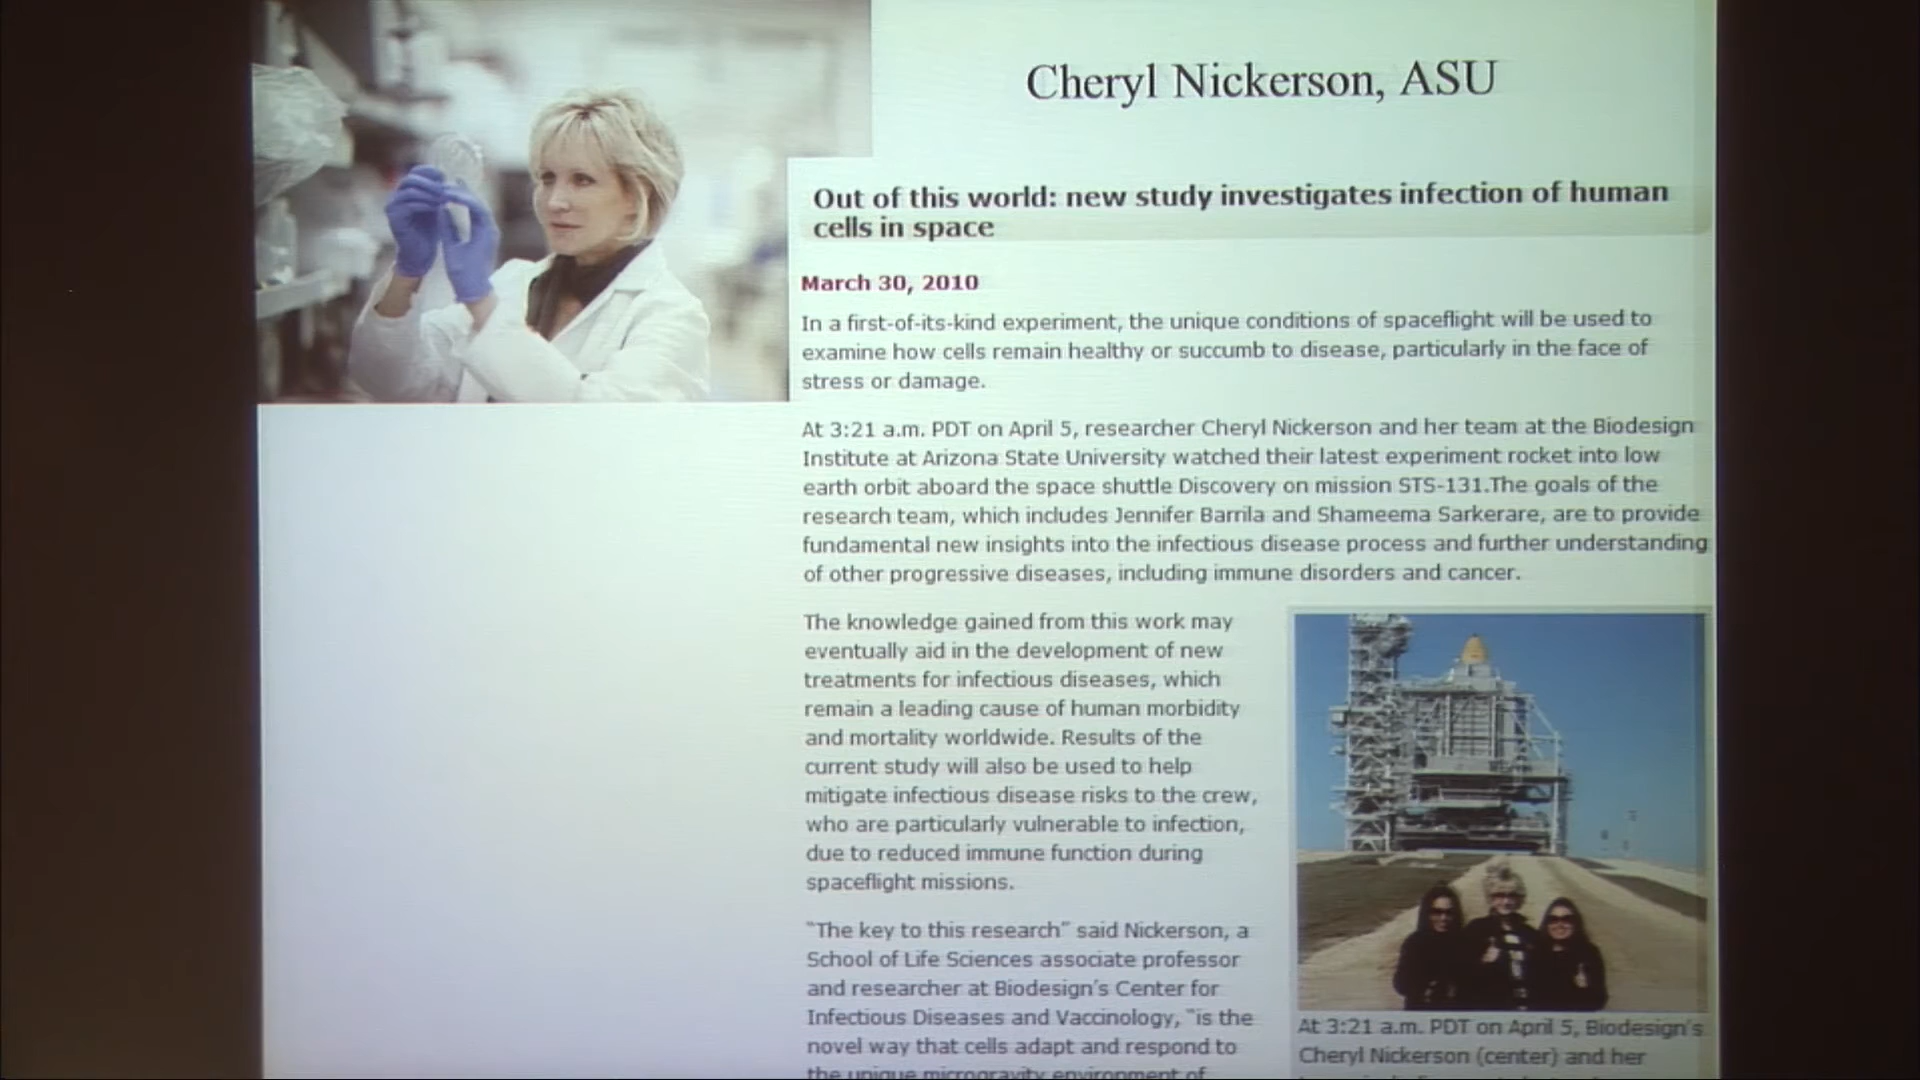 Cheryl Nickerson, ASU
Out of this world: new study investigates infection of human
cells in space
March 30, 2010
In a first-of-its-kind experiment, the unique conditions of spaceflight will be used to
examine how cells remain healthy or succumb to disease, particularly in the face of
stress or damage.
At 3:21 a.m. PDT on April 5, researcher Cheryl Nickerson and her team at the Biodesign
Institute at Arizona State University watched their latest experiment rocket into low
earth orbit aboard the space shuttle Discovery on mission STS-131.The goals of the
research team, which includes Jennifer Barrila and Shameema Sarkerare, are to provide
fundamental new insights into the infectious disease process and further understanding
of other progressive diseases, including immune disorders and cancer.
The knowledge gained from this work may
eventually aid in the development of new
treatments for infectious diseases, which
remain a leading cause of human morbidity
and mortality worldwide. Results of the
current study will also be used to help
mitigate infectious disease risks to the crew,
who are particularly vulnerable to infection,
due to reduced immune function during
spaceflight missions.
"The key to this research" said Nickerson, a
School of Life Sciences associate professor
and researcher at Biodesign's Center for
Infectious Diseases and Vaccinology, "is the
novel way that cells adapt and respond to
the unique microgravity environment of
At 3:21 a.m. PDT on April 5, Biodesign's
Cheryl Nickerson (center) and her